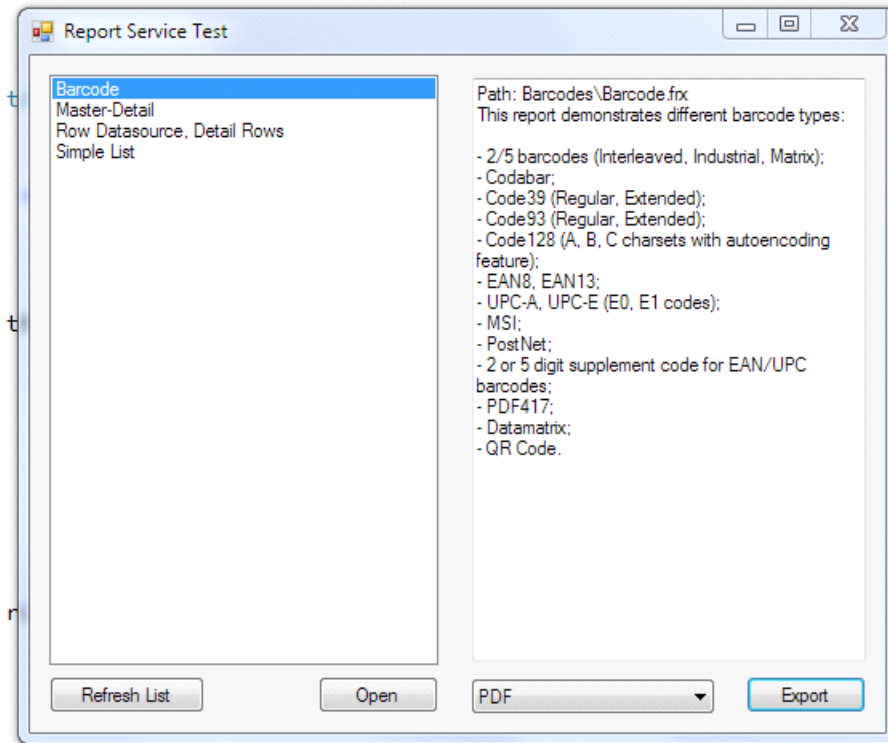 Report Service Test
Barcode
Master-Detail
Row Datasource, Detail Rows
Simple List
Path: Barcodes\Barcode.frx
This report demonstrates different barcode types:
- 2/5 barcodes (Interleaved, Industrial, Matrix);
- Codabar;
- Code39 (Regular, Extended);
- Code93 (Regular, Extended);
- Code128 (A, B, C charsets with autoencoding
feature);
- EAN8, EAN13;
- UPC-A, UPC-E (E0, E1 codes);
- MSI;
- PostNet;
- 2 or 5 digit supplement code for EAN/UPC
barcodes;
- PDF417;
- Datamatrix;
- QR Code.
Refresh List
Open
PDF
Export